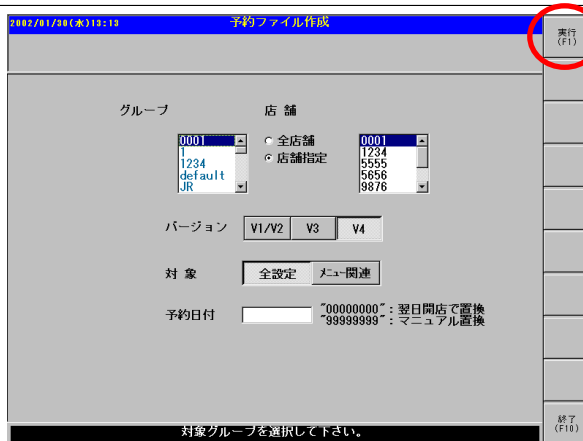 2002/01/30(水)13:13
予約ファイル作成
実行
(F1)
グループ
店 舗
0001
1
1234
default
JR
全店舗
店舗指定
0001
1234
5555
5656
9876
バージョン
V1/V2
V3
V4
対 象
全設定
メニュー関連
予約日付
"00000000"：翌日開店で置換
"99999999"：マニュアル置換
対象グループを選択して下さい。
終了
(F10)